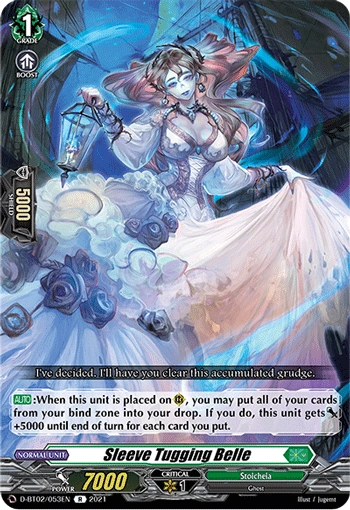 1
GRADE
BOOST
5000
SHIELD
I've decided. I'll have you clear this accumulated grudge.
AUTO:When this unit is placed on R, you may put all of your cards
from your bind zone into your drop. If you do, this unit gets
+5000 until end of turn for each card you put.
NORMAL UNIT
Sleeve Tugging Belle
POWER 7000
CRITICAL
1
Stoicheia
Ghost
D-BT02/053EN R 2021
Illust / Jugemt